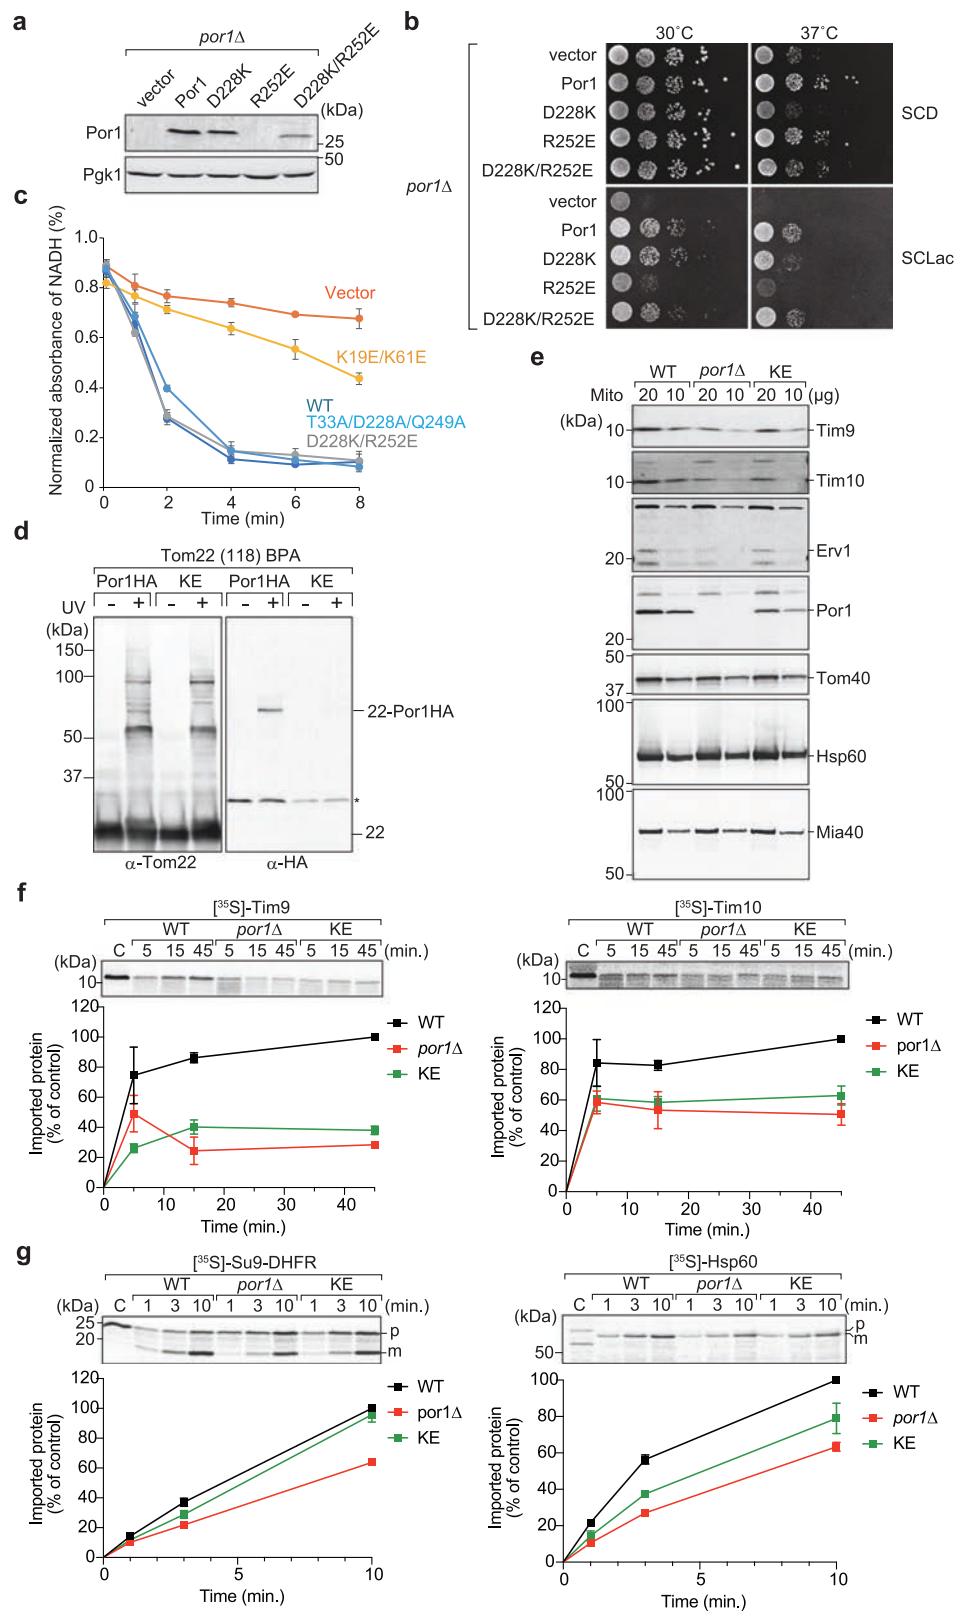 a
por1Δ
vector
Por1
D228K
R252E
D228K/R252E
(kDa)
Por1
25
50
Pgk1
b
30˚C 37˚C
vector
Por1
D228K
R252E
D228K/R252E
SCD
por1Δ
vector
Por1
D228K
R252E
D228K/R252E
SCLac
c
Normalized absorbance of NADH (%)
1.0
0.8
0.6
0.4
0.2
0
0 2 4 6 8
Time (min)
Vector
K19E/K61E
WT
T33A/D228A/Q249A
D228K/R252E
d
Tom22 (118) BPA
Por1HA KE Por1HA KE
UV - + - + - + - +
(kDa)
150
100
50
37
22-Por1HA
*
22
α-Tom22 α-HA
e
WT por1Δ KE
Mito 20 10 20 10 20 10 (μg)
(kDa)
10 Tim9
10 Tim10
20 Erv1
Por1
20
50
37 Tom40
100
Hsp60
50
100
Mia40
50
f
[35S]-Tim9
WT por1Δ KE
C 5 15 45 5 15 45 5 15 45 (min.)
(kDa)
10
Imported protein
(% of control)
120
100
80
60
40
20
0
0 10 20 30 40
Time (min.)
WT
por1Δ
KE
[35S]-Tim10
WT por1Δ KE
C 5 15 45 5 15 45 5 15 45 (min.)
(kDa)
10
Imported protein
(% of control)
120
100
80
60
40
20
0
0 10 20 30 40
Time (min.)
WT
por1Δ
KE
g
[35S]-Su9-DHFR
WT por1Δ KE
(kDa) C 1 3 10 1 3 10 1 3 10 (min.)
25
20
p
m
Imported protein
(% of control)
120
100
80
60
40
20
0
0 5 10
Time (min.)
WT
por1Δ
KE
[35S]-Hsp60
WT por1Δ KE
C 1 3 10 1 3 10 1 3 10 (min.)
(kDa)
50
p
m
Imported protein
(% of control)
100
80
60
40
20
0
0 5 10
Time (min.)
WT
por1Δ
KE